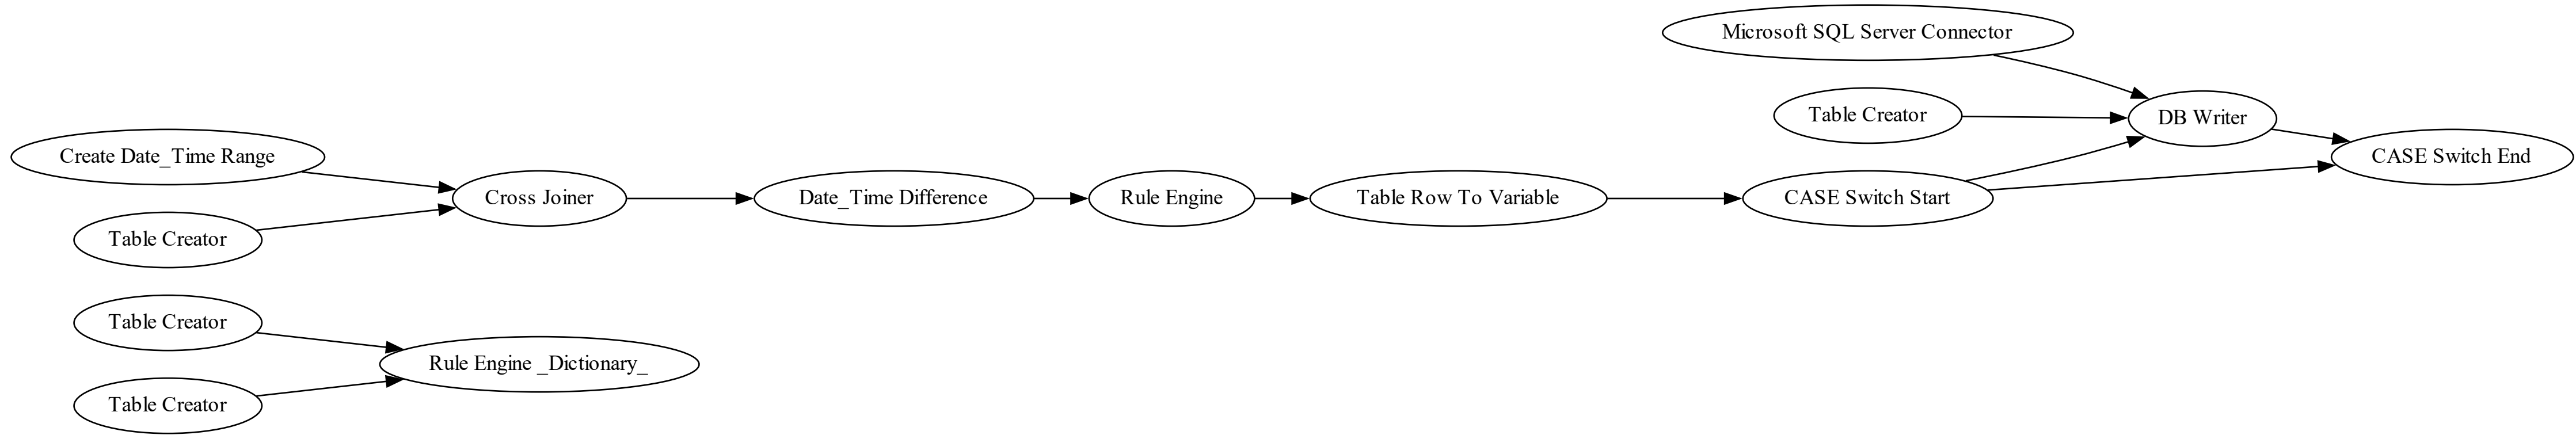 Microsoft SQL Server Connector
Table Creator
DB Writer
Create Date_Time Range
CASE Switch End
Cross Joiner
Date_Time Difference
Rule Engine
Table Row To Variable
CASE Switch Start
Table Creator
Table Creator
Rule Engine _Dictionary_
Table Creator